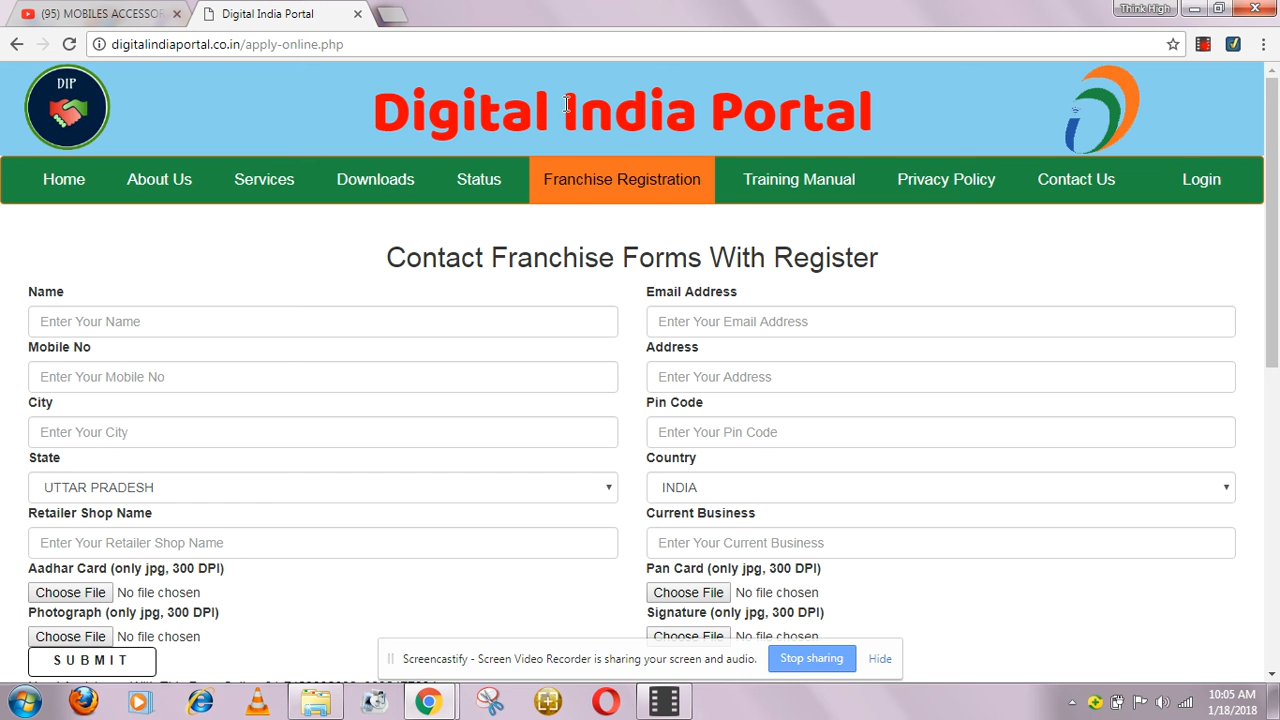 (95) MOBILES ACCESSOR
Digital India Portal
Think High
digitalindiaportal.co.in/apply-online.php
DIP
Digital India Portal
Home About Us Services Downloads Status Franchise Registration Training Manual Privacy Policy Contact Us Login
Contact Franchise Forms With Register
Name Email Address
Enter Your Name Enter Your Email Address
Mobile No Address
Enter Your Mobile No Enter Your Address
City Pin Code
Enter Your City Enter Your Pin Code
State Country
UTTAR PRADESH INDIA
Retailer Shop Name Current Business
Enter Your Retailer Shop Name Enter Your Current Business
Aadhar Card (only jpg, 300 DPI) Pan Card (only jpg, 300 DPI)
Choose File No file chosen Choose File No file chosen
Photograph (only jpg, 300 DPI) Signature (only jpg, 300 DPI)
Choose File No file chosen Choose File No file chosen
SUBMIT
Screencastify - Screen Video Recorder is sharing your screen and audio. Stop sharing Hide
10:05 AM
1/18/2018